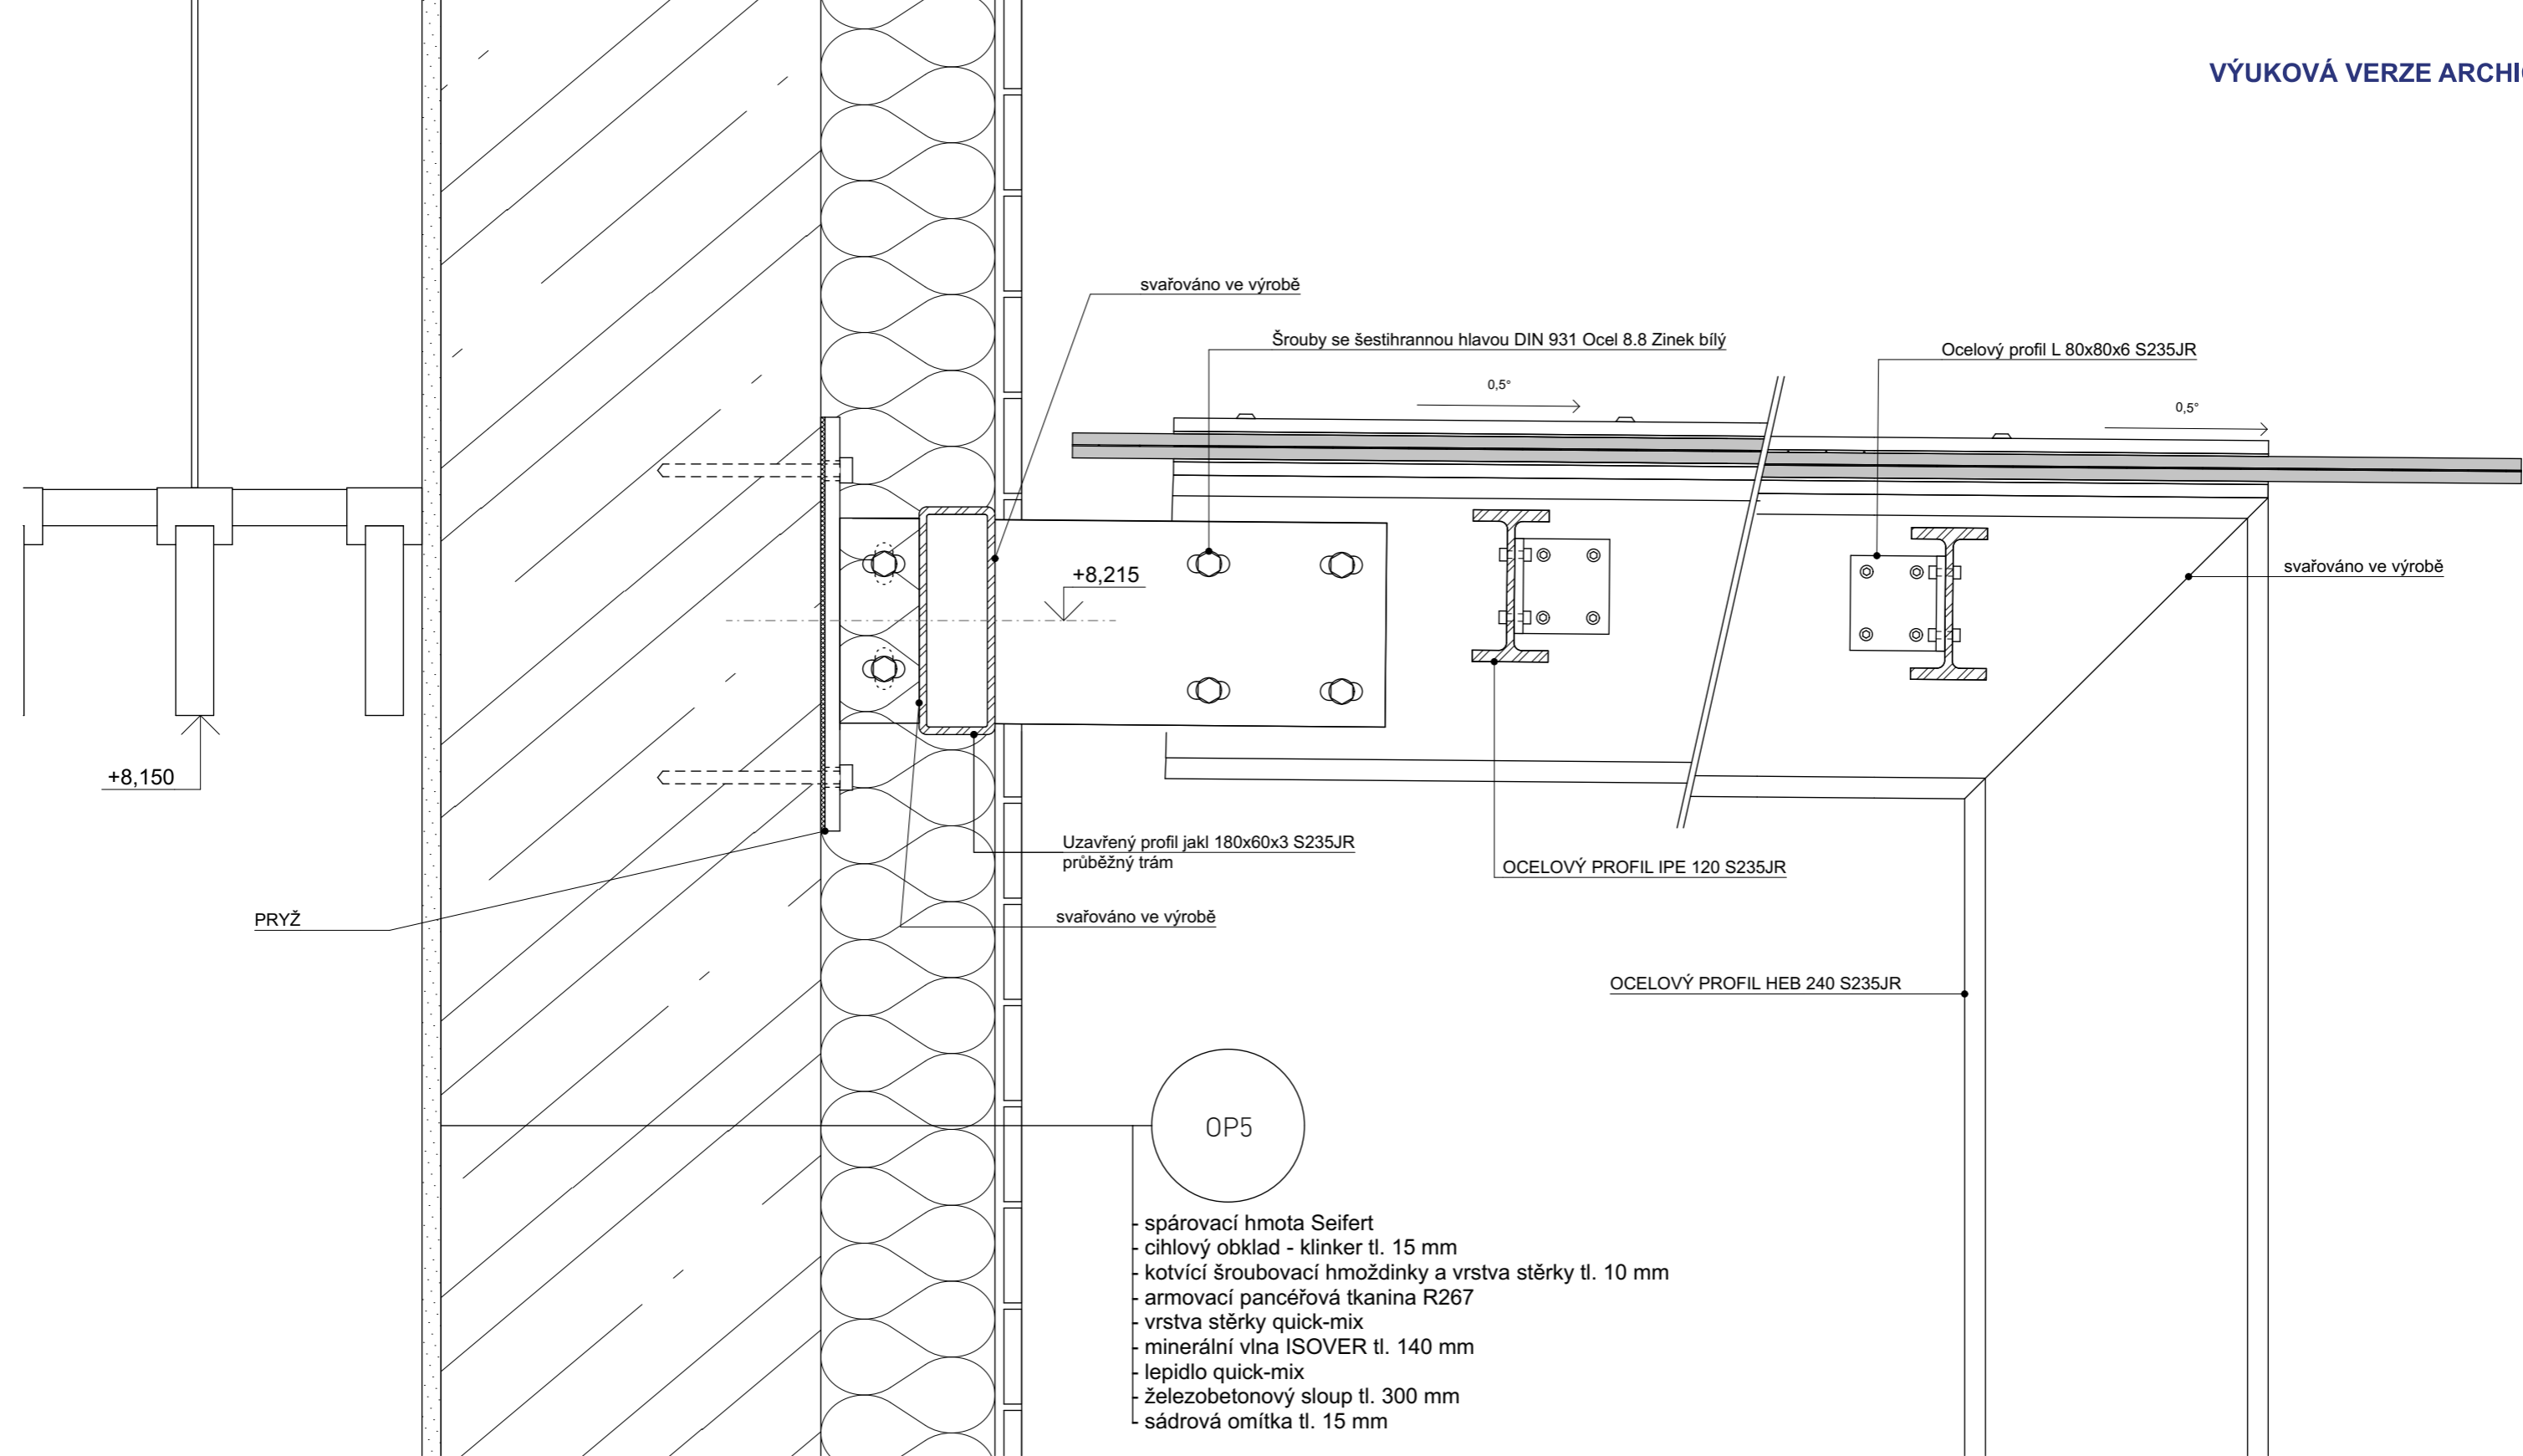 VÝUKOVÁ VERZE ARCHI
svařováno ve výrobě
Šrouby se šestihrannou hlavou DIN 931 Ocel 8.8 Zinek bílý
Ocelový profil L 80x80x6 S235JR
0,5°
0,5°
svařováno ve výrobě
+8,215
+8,150
Uzavřený profil jakl 180x60x3 S235JR
průběžný trám
OCELOVÝ PROFIL IPE 120 S235JR
PRYŽ
svařováno ve výrobě
OCELOVÝ PROFIL HEB 240 S235JR
OP5
- spárovací hmota Seifert
- cihlový obklad - klinker tl. 15 mm
- kotvící šroubovací hmoždinky a vrstva stěrky tl. 10 mm
- armovací pancéřová tkanina R267
- vrstva stěrky quick-mix
- minerální vlna ISOVER tl. 140 mm
- lepidlo quick-mix
- železobetonový sloup tl. 300 mm
- sádrová omítka tl. 15 mm